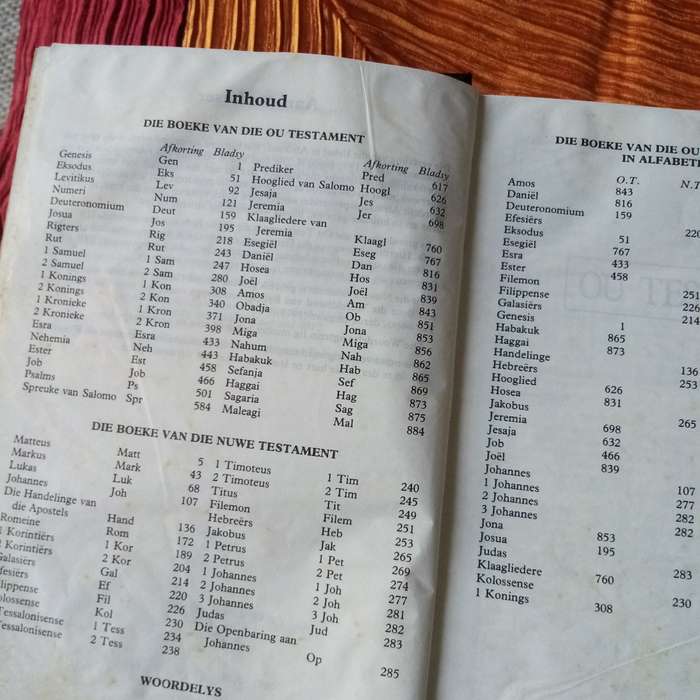 Inhoud
DIE BOEKE VAN DIE OU TESTAMENT
Afkorting Bladsy
Genesis Gen 1
Eksodus Eks 51
Levitikus Lev 92
Numeri Num 121
Deuteronomium Deut 159
Josua Jos 195
Rigters Rig 218
Rut Rut 243
1 Samuel 1 Sam 247
2 Samuel 2 Sam 280
1 Konings 1 Kon 308
2 Konings 2 Kon 340
1 Kronieke 1 Kron 371
2 Kronieke 2 Kron 398
Esra Esra 433
Nehemia Neh 443
Ester Est 458
Job Job 466
Psalms Ps 501
Spreuke van Salomo Spr 584
Afkorting Bladsy
Prediker Pred 617
Hooglied van Salomo Hoogl 626
Jesaja Jes 632
Jeremia Jer 698
Klaagliedere van
Jeremia Klaagl 760
Esegiël Eseg 767
Daniël Dan 816
Hosea Hos 831
Joël Joël 839
Amos Am 843
Obadja Ob 851
Jona Jona 853
Miga Miga 856
Nahum Nah 862
Habakuk Hab 865
Sefanja Sef 869
Haggai Hag 873
Sagaria Sag 875
Maleagi Mal 884
DIE BOEKE VAN DIE NUWE TESTAMENT
Matteus Matt 5
Markus Mark 43
Lukas Luk 68
Johannes Joh 107
Die Handelinge van
die Apostels Hand 136
Romeine Rom 172
1 Korintiërs 1 Kor 189
2 Korintiërs 2 Kor 204
Galasiërs Gal 214
Efesiërs Ef 220
Filippense Fil 226
Kolossense Kol 230
Tessalonisense 1 Tess 234
Tessalonisense 2 Tess 238
1 Timoteus 1 Tim 240
2 Timoteus 2 Tim 245
Titus Tit 249
Filemon Filem 251
Hebreërs Heb 253
Jakobus Jak 265
1 Petrus 1 Pet 269
2 Petrus 2 Pet 274
1 Johannes 1 Joh 277
2 Johannes 2 Joh 281
3 Johannes 3 Joh 282
Judas Jud 283
Die Openbaring aan
Johannes Op 285
WOORDELYS
DIE BOEKE VAN DIE OU
IN ALFABETI
O.T. N.T
Amos 843
Daniël 816
Deuteronomium 159
Efesiërs 220
Eksodus 51
Esegiël 767
Esra 433
Ester 458
Filemon 251
Filippense 226
Galasiërs 214
Genesis 1
Habakuk 865
Haggai 873
Handelinge 136
Hebreërs 253
Hooglied 626
Hosea 831
Jakobus 265
Jeremia 698
Jesaja 632
Job 466
Joël 839
Johannes 107
1 Johannes 277
2 Johannes 282
3 Johannes 282
Jona 853
Josua 195
Judas 283
Klaagliedere 760
Kolossense 230
1 Konings 308